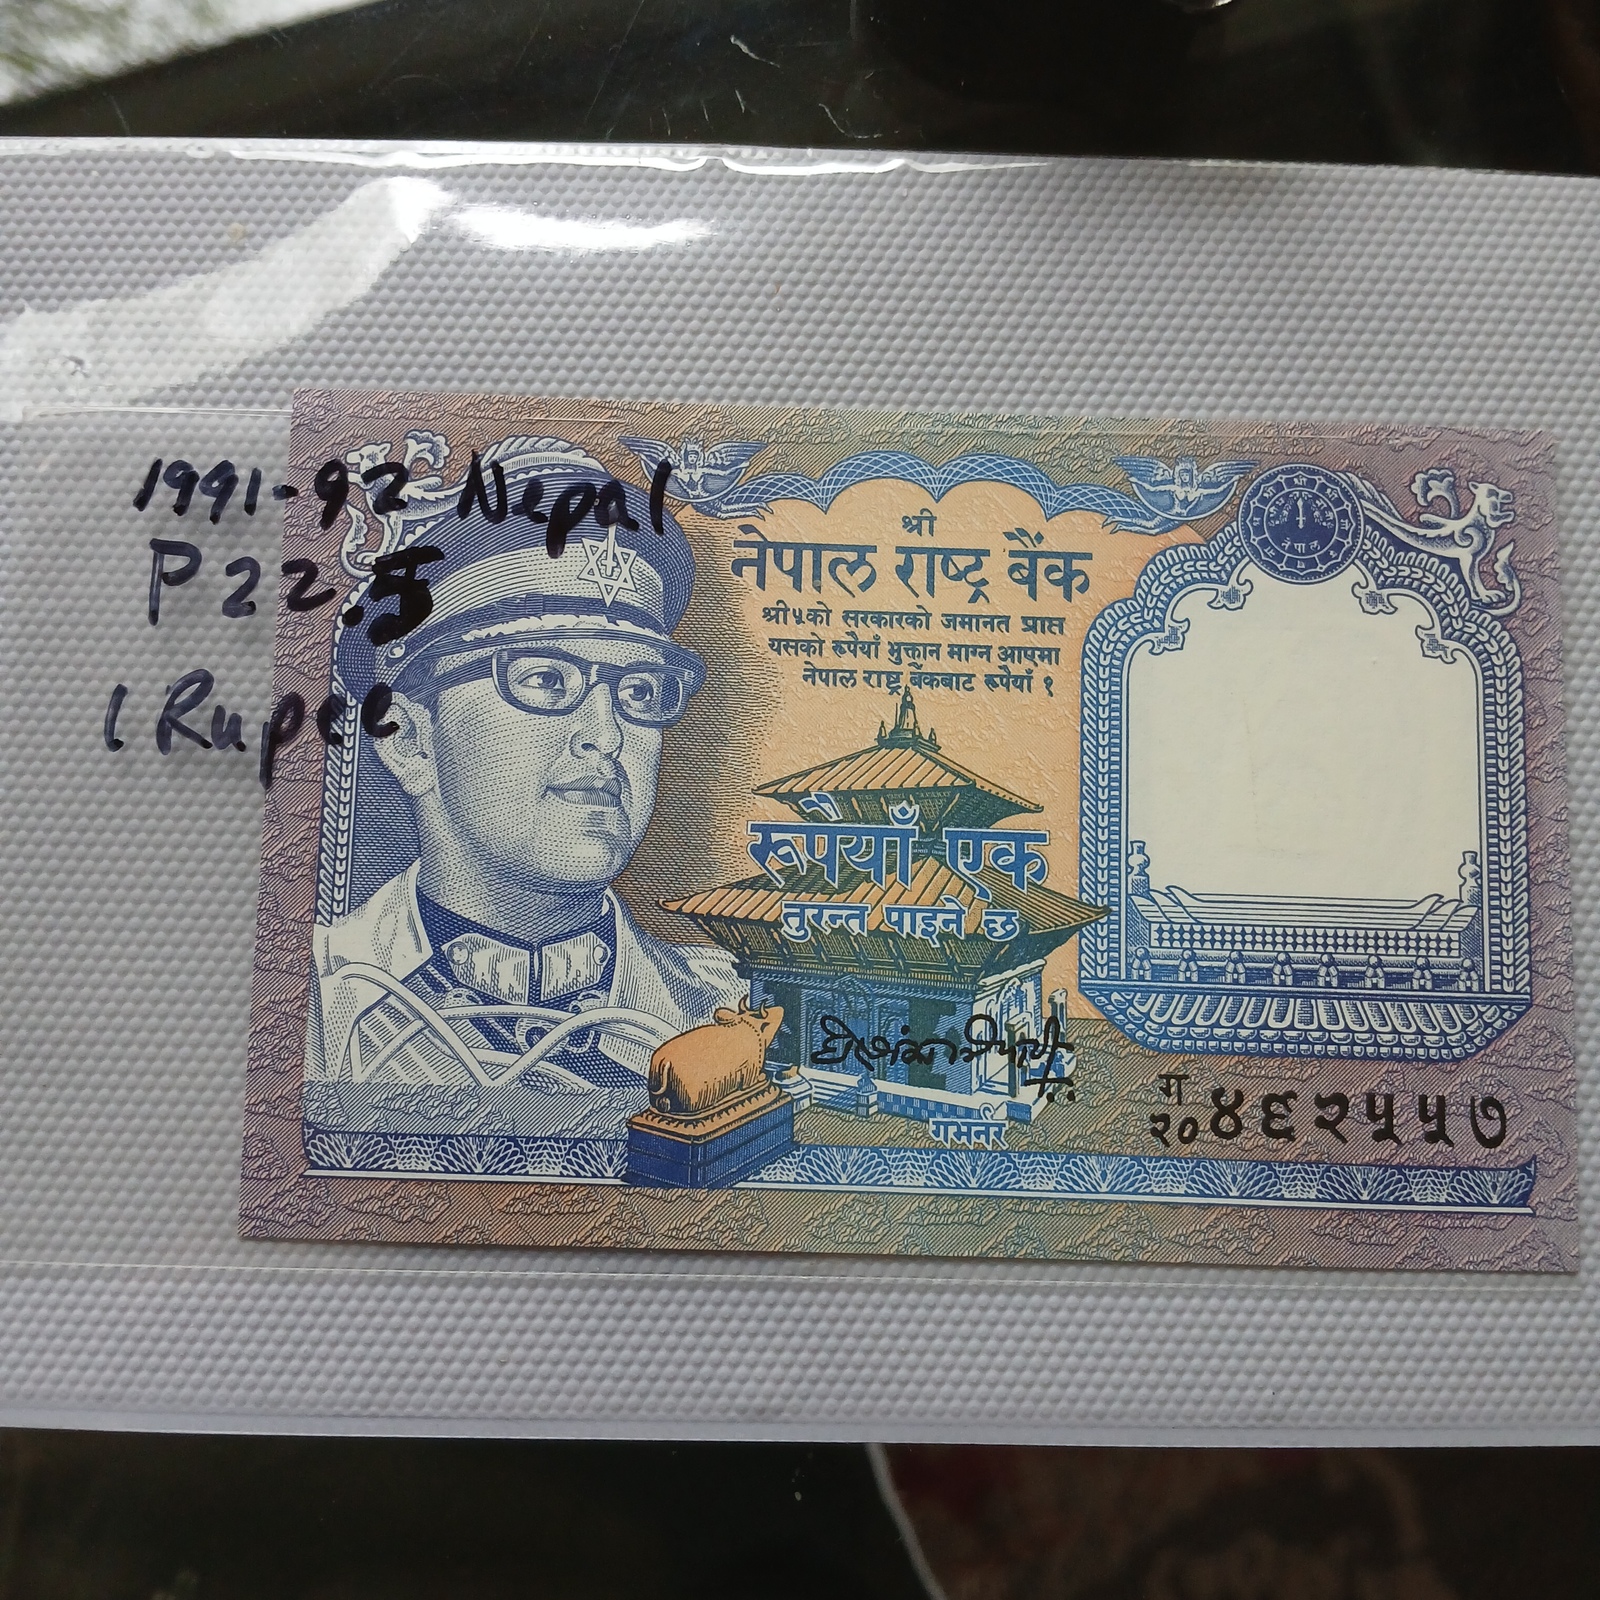 1991-92 Nepal
P22.5
1 Rupee
श्री
नेपाल राष्ट्र बैंक
श्री ५को सरकारको जमानत प्राप्त
यसको रुपैयाँ भुक्तान माग्न आएमा
नेपाल राष्ट्र बैंकबाट रुपैयाँ १
रूपैयाँ एक
तुरन्त पाइने छ
गभर्नर
ग
२० ४६२५५७